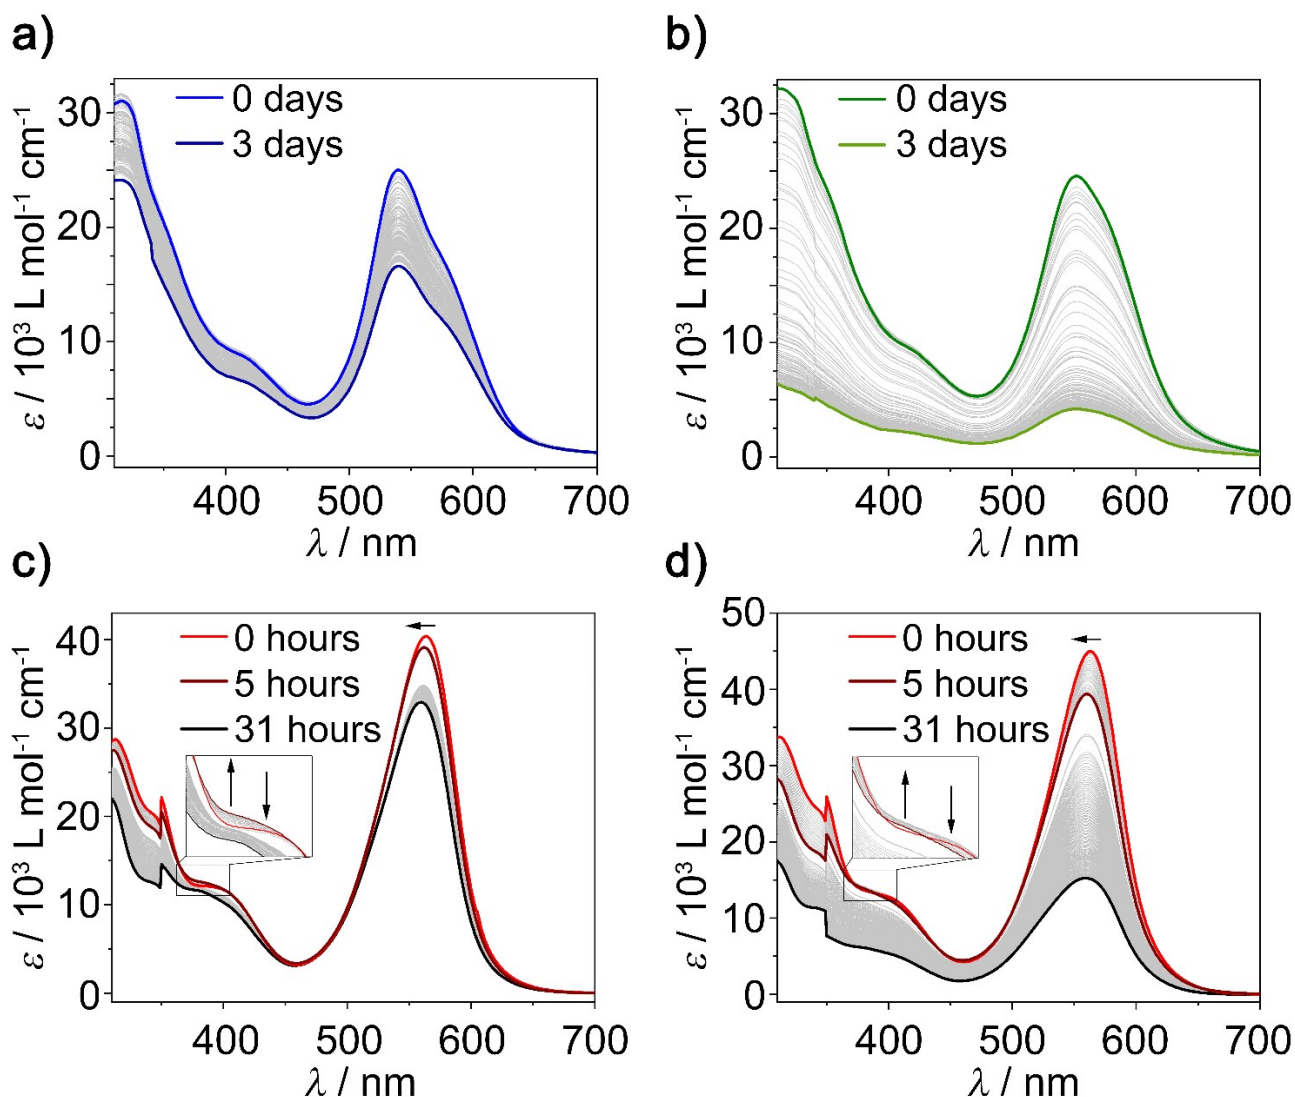 a)
ε / 10³ L mol⁻¹ cm⁻¹
30
20
10
0
0 days
3 days
400 500 600 700
λ / nm
b)
ε / 10³ L mol⁻¹ cm⁻¹
30
20
10
0
0 days
3 days
400 500 600 700
λ / nm
c)
ε / 10³ L mol⁻¹ cm⁻¹
40
30
20
10
0
0 hours
5 hours
31 hours
400 500 600 700
λ / nm
d)
ε / 10³ L mol⁻¹ cm⁻¹
50
40
30
20
10
0
0 hours
5 hours
31 hours
400 500 600 700
λ / nm